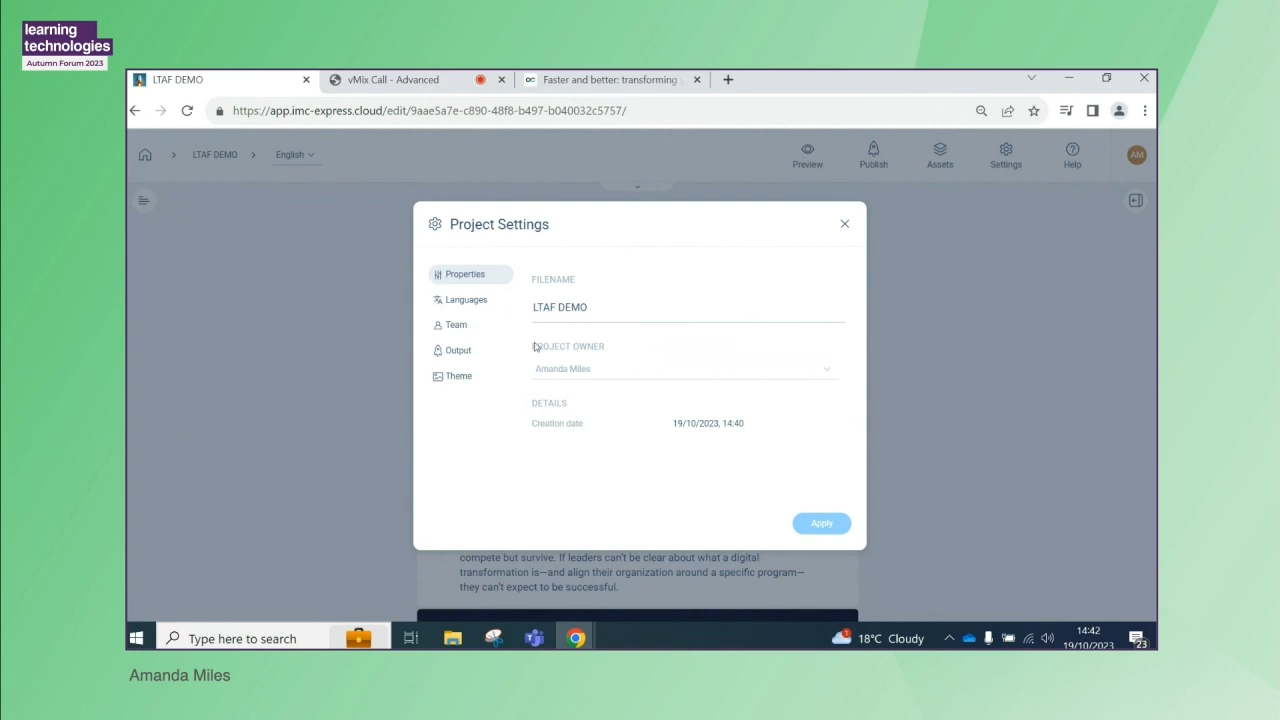 learning
technologies
Autumn Forum 2023
LTAF DEMO
vMix Call - Advanced
Faster and better: transforming
https://app.imc-express.cloud/edit/9aae5a7e-c890-48f8-b497-b040032c5757/
LTAF DEMO
English
Preview
Publish
Assets
Settings
Help
AM
Project Settings
Properties
Languages
Team
Output
Theme
FILENAME
LTAF DEMO
PROJECT OWNER
Amanda Miles
DETAILS
Creation date 19/10/2023, 14:40
Apply
compete but survive. If leaders can't be clear about what a digital
transformation is—and align their organization around a specific program—
they can't expect to be successful.
Type here to search
1
18°C Cloudy
14:42
19/10/2023
23
Amanda Miles